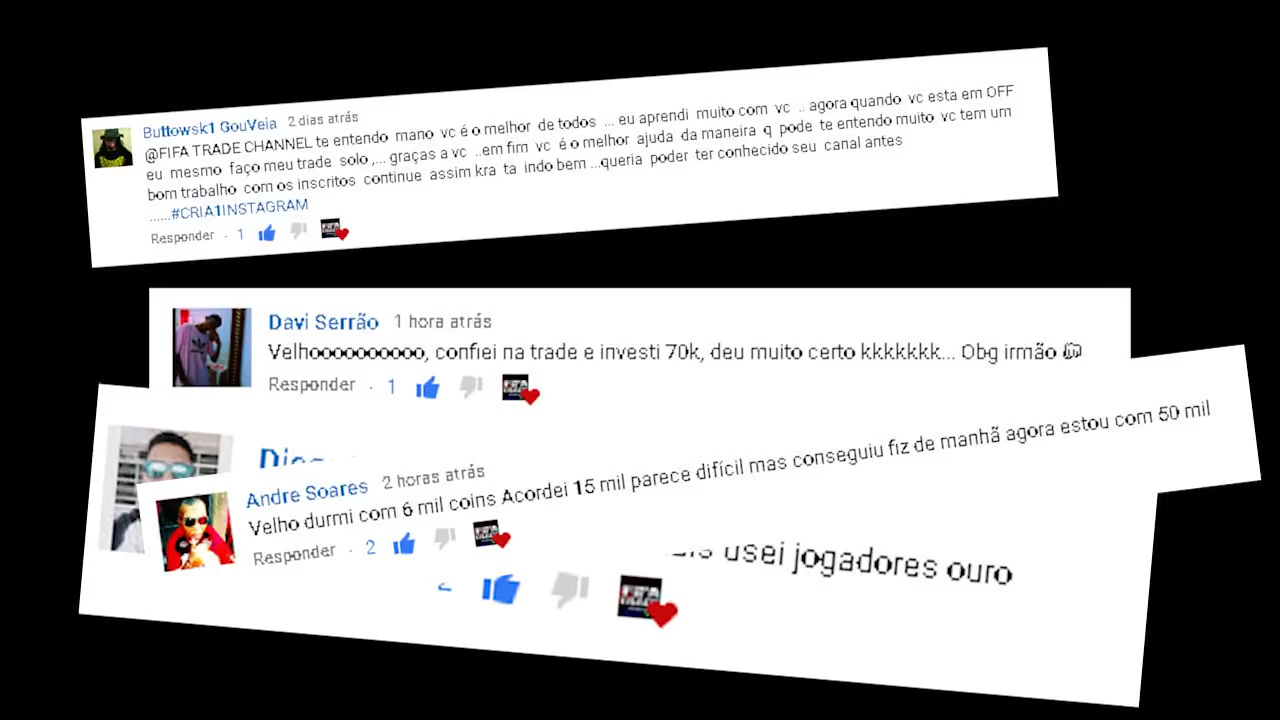 Buttowsk1 GouVeia 2 dias atrás
@FIFA TRADE CHANNEL te entendo mano vc é o melhor de todos ... eu aprendi muito com vc .. agora quando vc esta em OFF
eu mesmo faço meu trade solo ,... graças a vc ..em fim vc é o melhor ajuda da maneira q pode te entendo muito vc tem um
bom trabalho com os inscritos continue assim kra ta indo bem ...queria poder ter conhecido seu canal antes
......#CRIA1INSTAGRAM
Responder · 1
Davi Serrão 1 hora atrás
Velhooooooooooo, confiei na trade e investi 70k, deu muito certo kkkkkkk... Obg irmão
Responder · 1
Andre Soares 2 horas atrás
Velho durmi com 6 mil coins Acordei 15 mil parece difícil mas conseguiu fiz de manhã agora estou com 50 mil
Responder · 2
usei jogadores ouro